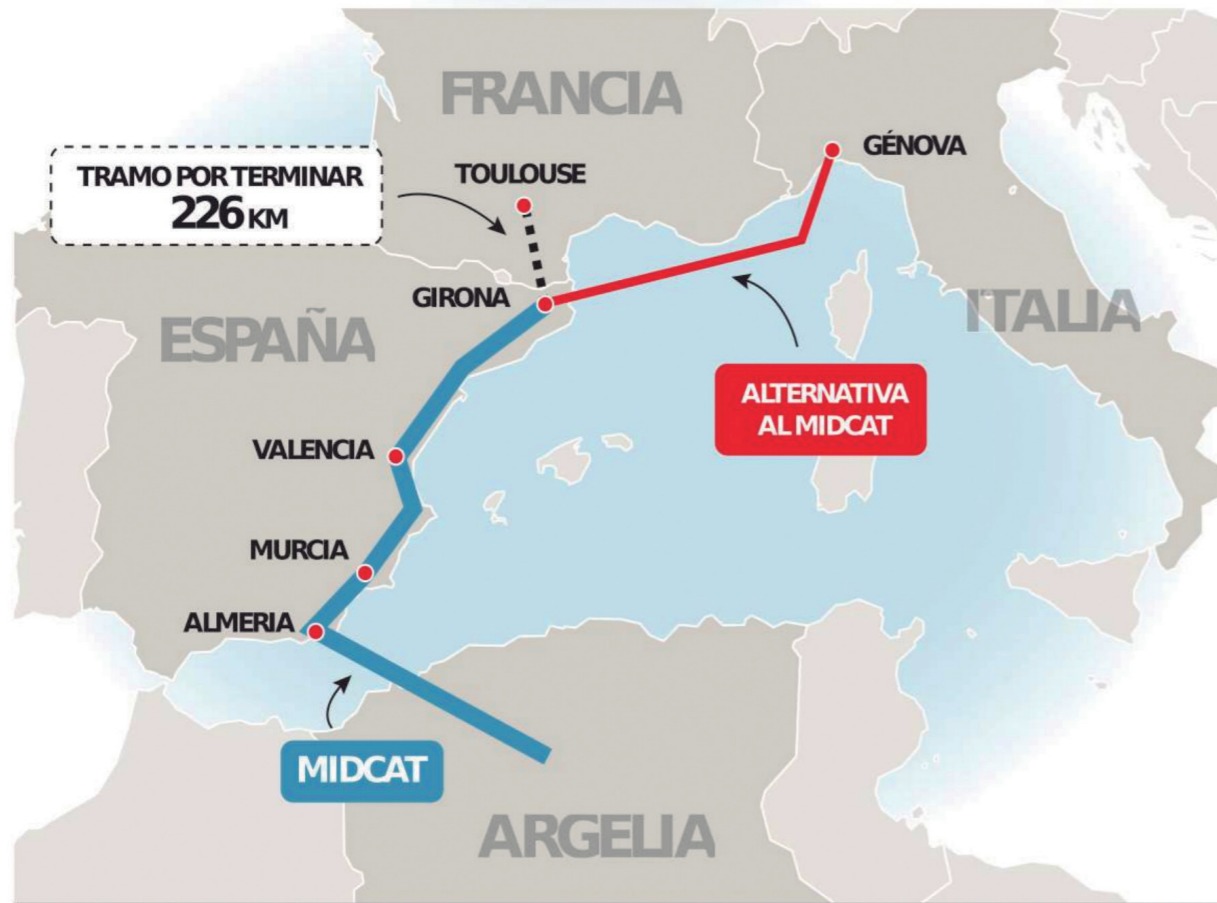 FRANCIA
GÉNOVA
TRAMO POR TERMINAR
226 KM
TOULOUSE
GIRONA
ESPAÑA
ITALIA
ALTERNATIVA
AL MIDCAT
VALENCIA
MURCIA
ALMERIA
MIDCAT
ARGELIA